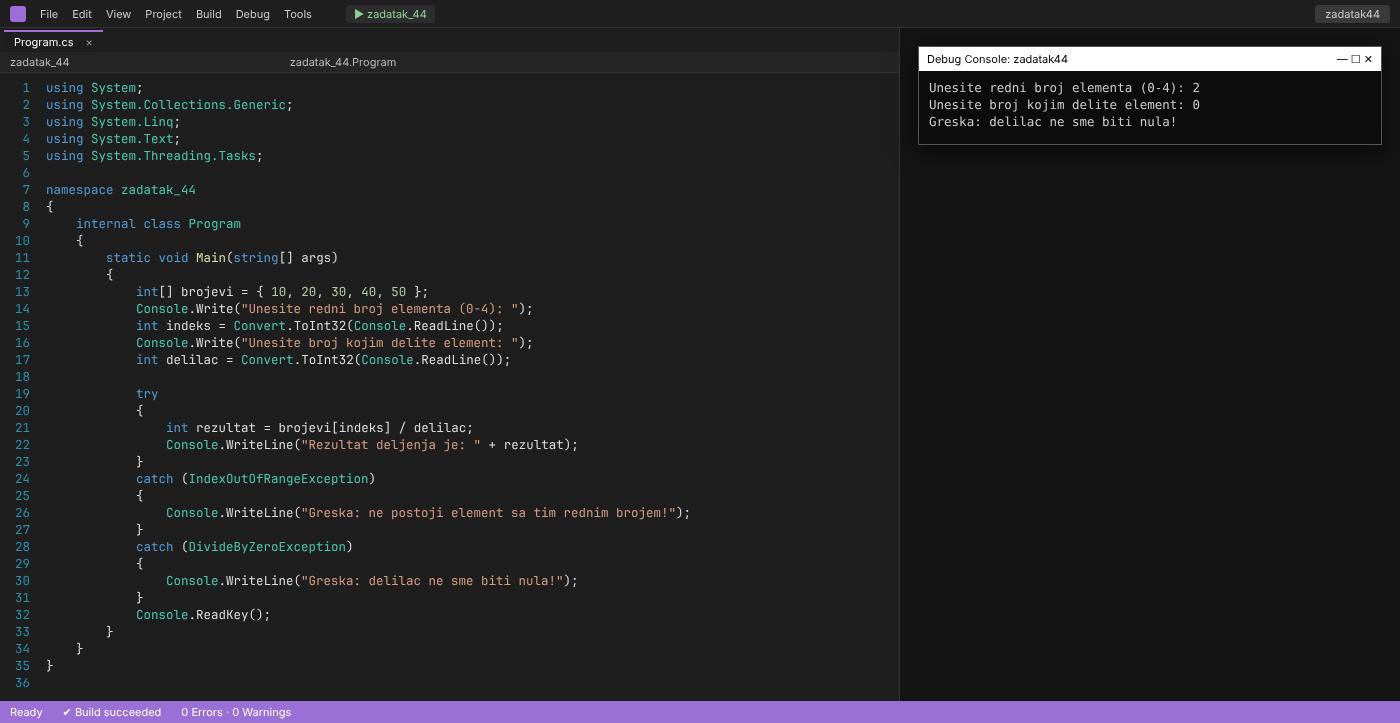 File Edit View Project Build Debug Tools ▶ zadatak_44 zadatak44
Program.cs ×
zadatak_44 zadatak_44.Program
1 using System;
2 using System.Collections.Generic;
3 using System.Linq;
4 using System.Text;
5 using System.Threading.Tasks;
6
7 namespace zadatak_44
8 {
9     internal class Program
10     {
11         static void Main(string[] args)
12         {
13             int[] brojevi = { 10, 20, 30, 40, 50 };
14             Console.Write("Unesite redni broj elementa (0-4): ");
15             int indeks = Convert.ToInt32(Console.ReadLine());
16             Console.Write("Unesite broj kojim delite element: ");
17             int delilac = Convert.ToInt32(Console.ReadLine());
18
19             try
20             {
21                 int rezultat = brojevi[indeks] / delilac;
22                 Console.WriteLine("Rezultat deljenja je: " + rezultat);
23             }
24             catch (IndexOutOfRangeException)
25             {
26                 Console.WriteLine("Greska: ne postoji element sa tim rednim brojem!");
27             }
28             catch (DivideByZeroException)
29             {
30                 Console.WriteLine("Greska: delilac ne sme biti nula!");
31             }
32             Console.ReadKey();
33         }
34     }
35 }
36
Debug Console: zadatak44 — ☐ ✕
Unesite redni broj elementa (0-4): 2
Unesite broj kojim delite element: 0
Greska: delilac ne sme biti nula!
Ready ✔ Build succeeded 0 Errors · 0 Warnings